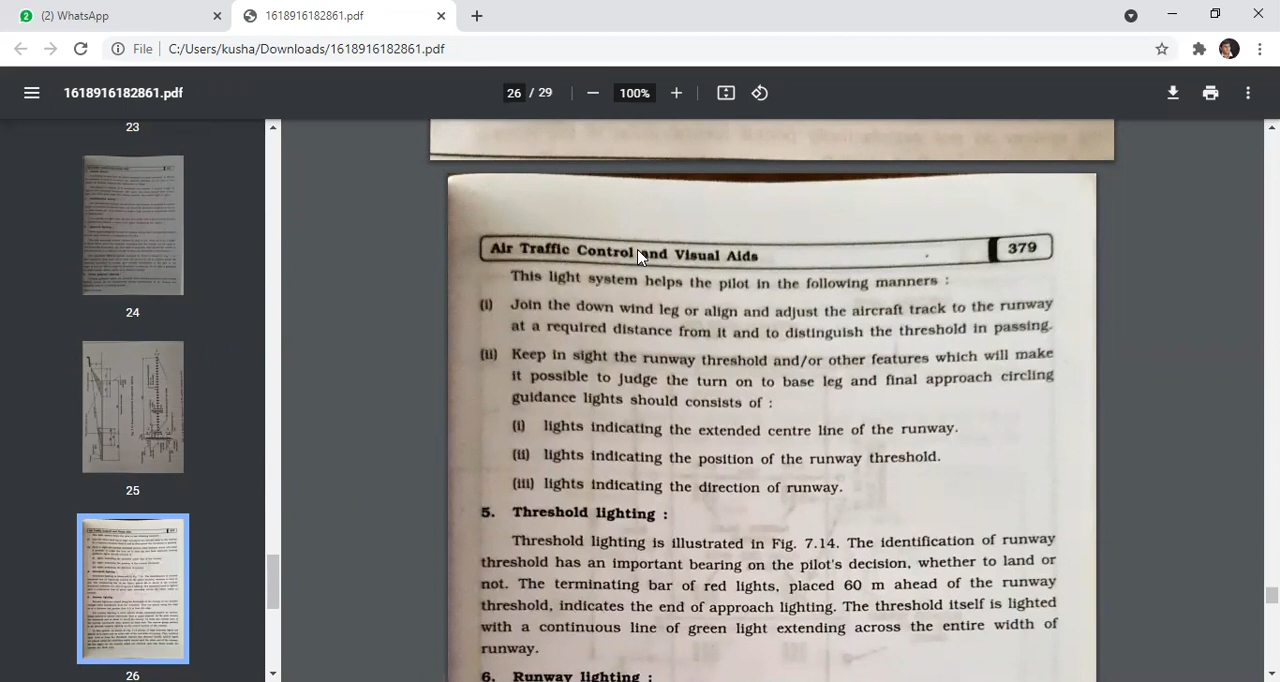 (2) WhatsApp
1618916182861.pdf
File C:/Users/kusha/Downloads/1618916182861.pdf
1618916182861.pdf
26 / 29
100%
23
24
25
26
Air Traffic Control and Visual Aids 379
This light system helps the pilot in the following manners :
(i) Join the down wind leg or align and adjust the aircraft track to the runway
at a required distance from it and to distinguish the threshold in passing.
(ii) Keep in sight the runway threshold and/or other features which will make
it possible to judge the turn on to base leg and final approach circling
guidance lights should consists of :
(i) lights indicating the extended centre line of the runway.
(ii) lights indicating the position of the runway threshold.
(iii) lights indicating the direction of runway.
5. Threshold lighting :
Threshold lighting is illustrated in Fig. 7.14. The identification of runway
threshold has an important bearing on the pilot's decision, whether to land or
not. The terminating bar of red lights, placed 60 m ahead of the runway
threshold, indicates the end of approach lighting. The threshold itself is lighted
with a continuous line of green light extending across the entire width of
runway.
6. Runway lighting :